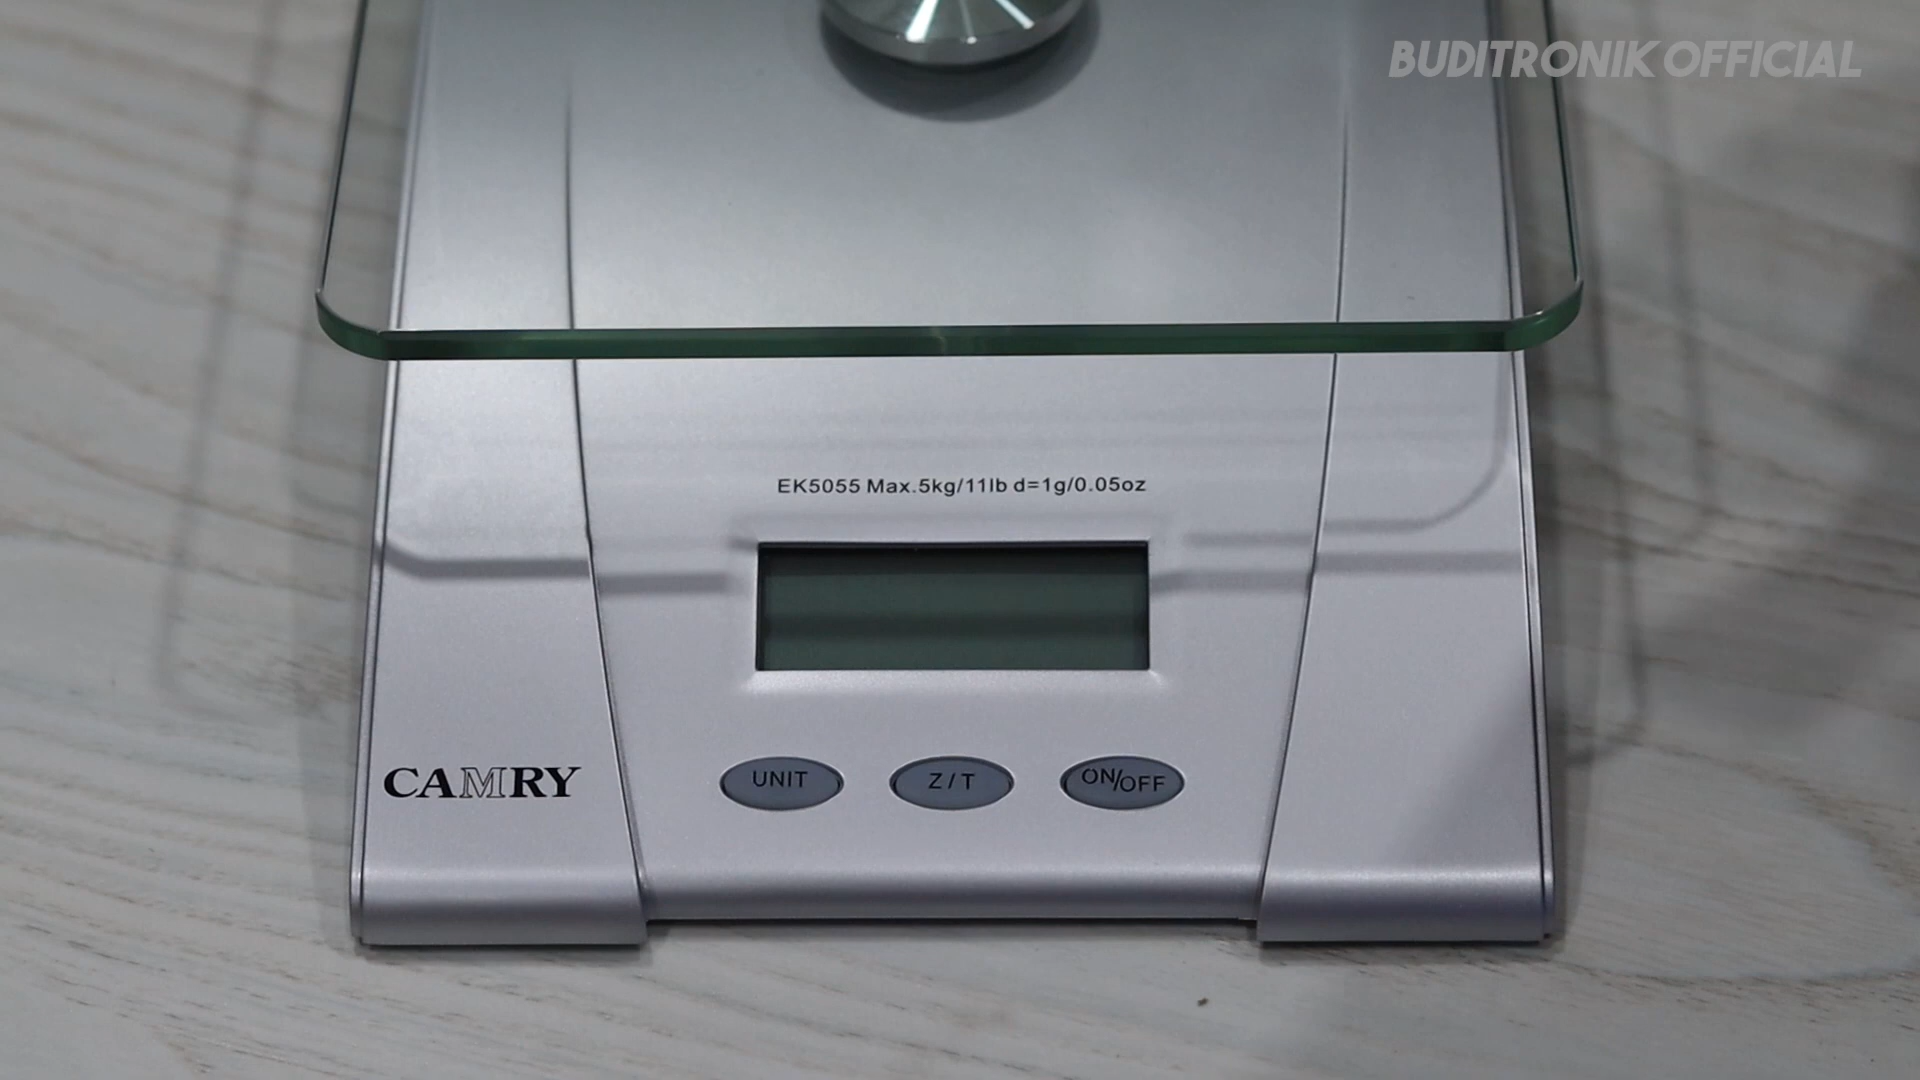 BUDITRONIK OFFICIAL
EK5055 Max.5kg/11lb d=1g/0.05oz
UNIT Z/T ON/OFF
CAMRY